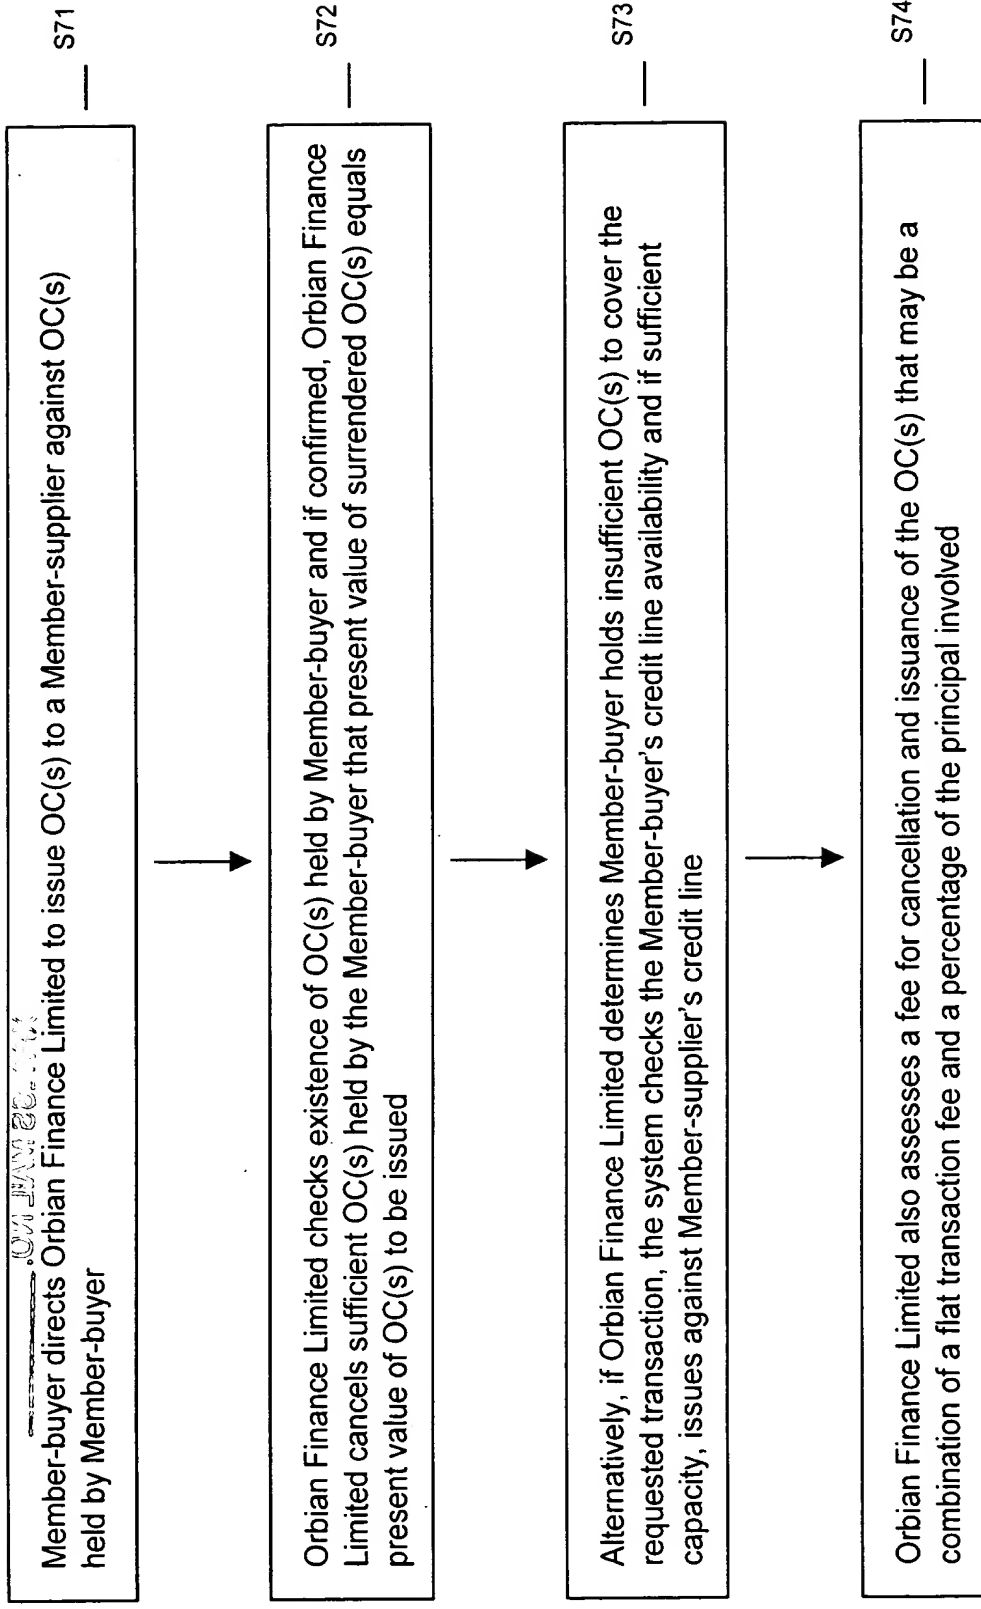 Member-buyer directs Orbian Finance Limited to issue OC(s) to a Member-supplier against OC(s)
held by Member-buyer
S71
Orbian Finance Limited checks existence of OC(s) held by Member-buyer and if confirmed, Orbian Finance
Limited cancels sufficient OC(s) held by the Member-buyer that present value of surrendered OC(s) equals
present value of OC(s) to be issued
S72
Alternatively, if Orbian Finance Limited determines Member-buyer holds insufficient OC(s) to cover the
requested transaction, the system checks the Member-buyer's credit line availability and if sufficient
capacity, issues against Member-supplier's credit line
S73
Orbian Finance Limited also assesses a fee for cancellation and issuance of the OC(s) that may be a
combination of a flat transaction fee and a percentage of the principal involved
S74